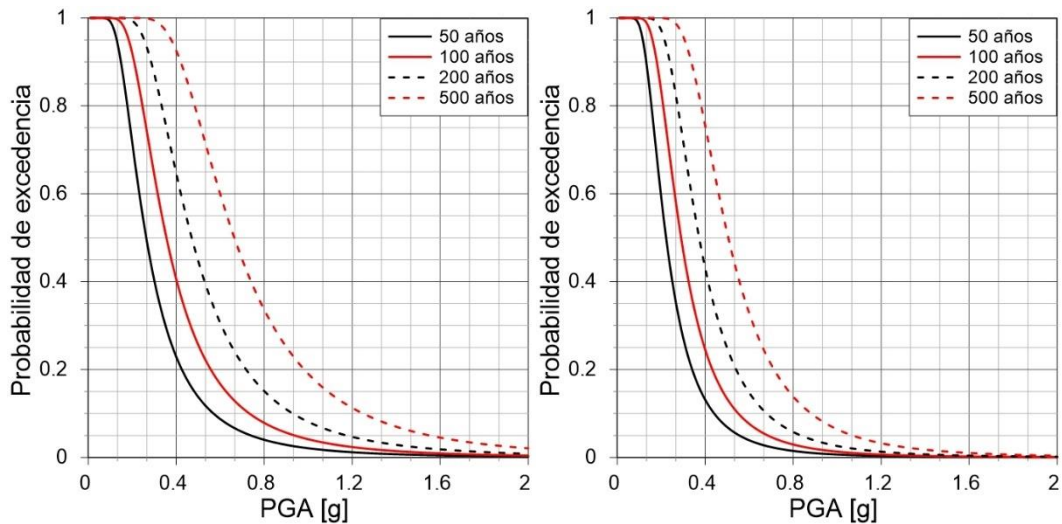 1
0.8
0.6
0.4
0.2
0
Probabilidad de excedencia
50 años
100 años
200 años
500 años
0 0.4 0.8 1.2 1.6 2
PGA [g]
1
0.8
0.6
0.4
0.2
0
Probabilidad de excedencia
50 años
100 años
200 años
500 años
0 0.4 0.8 1.2 1.6 2
PGA [g]